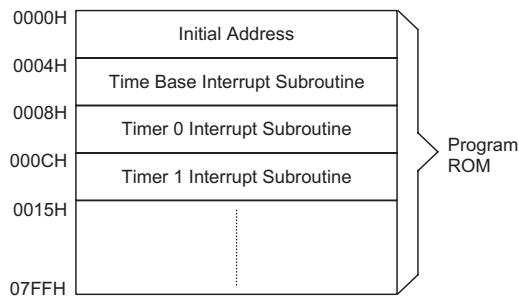 0000H
Initial Address
0004H
Time Base Interrupt Subroutine
0008H
Timer 0 Interrupt Subroutine
000CH
Timer 1 Interrupt Subroutine
0015H
07FFH
Program
ROM